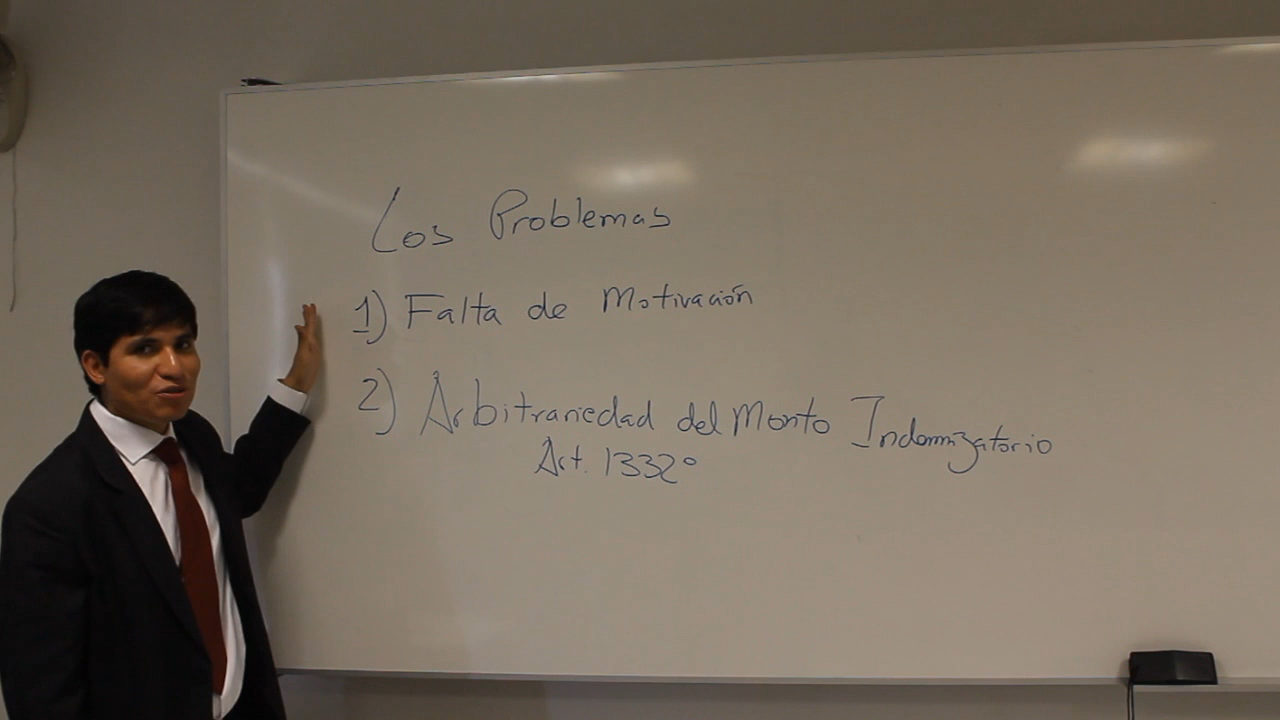 Los Problemas
1) Falta de Motivación
2) Arbitrariedad del Monto Indemnizatorio
Art. 1332°